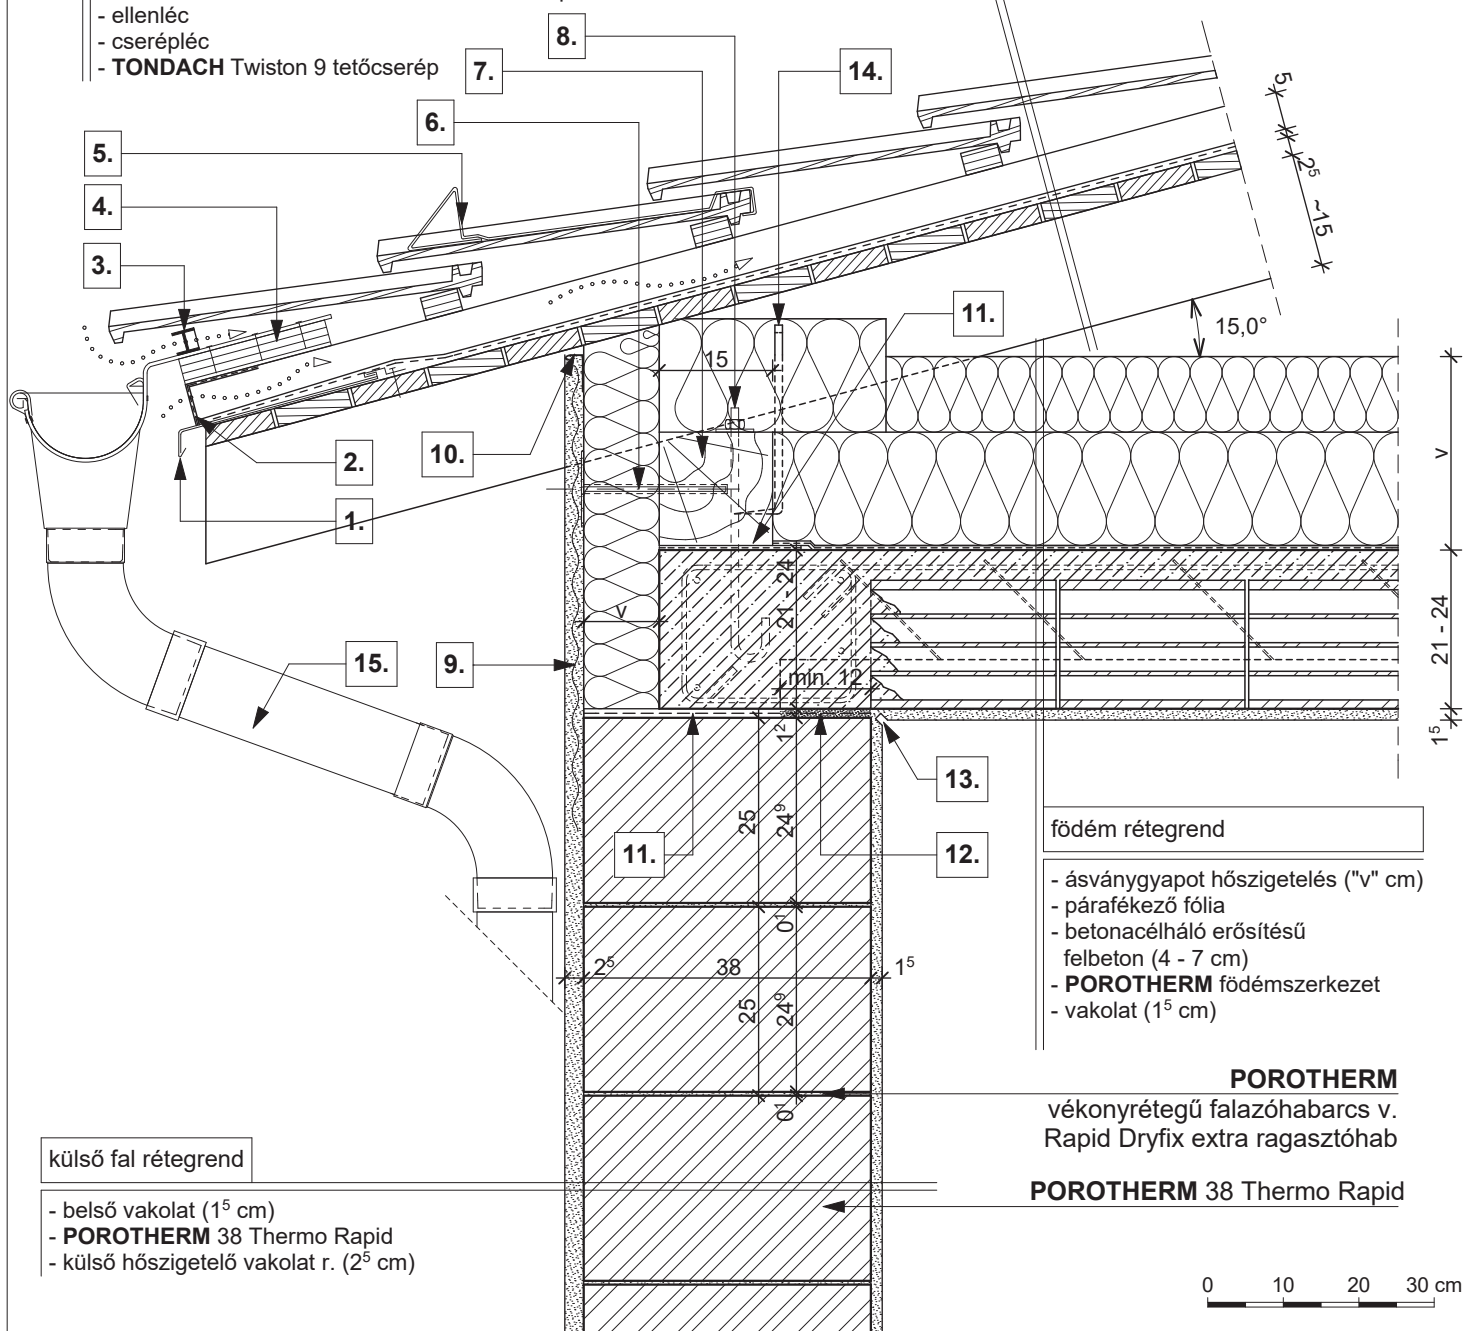 - ellenléc
- cserépléc
- TONDACH Twiston 9 tetőcserép
8.
7.
14.
6.
5.
4.
3.
5
2⁵
~15
11.
15,0°
15
10.
2.
1.
v
21 - 24
v
21 - 24
15.
9.
min. 12
1⁵
1²
13.
25
24⁹
11.
12.
0¹
2⁵
38
1⁵
25
24⁹
0¹
födém rétegrend
- ásványgyapot hőszigetelés ("v" cm)
- párafékező fólia
- betonacélháló erősítésű
felbeton (4 - 7 cm)
- POROTHERM födémszerkezet
- vakolat (1⁵ cm)
POROTHERM
vékonyrétegű falazóhabarcs v.
Rapid Dryfix extra ragasztóhab
POROTHERM 38 Thermo Rapid
külső fal rétegrend
- belső vakolat (1⁵ cm)
- POROTHERM 38 Thermo Rapid
- külső hőszigetelő vakolat r. (2⁵ cm)
0 10 20 30 cm